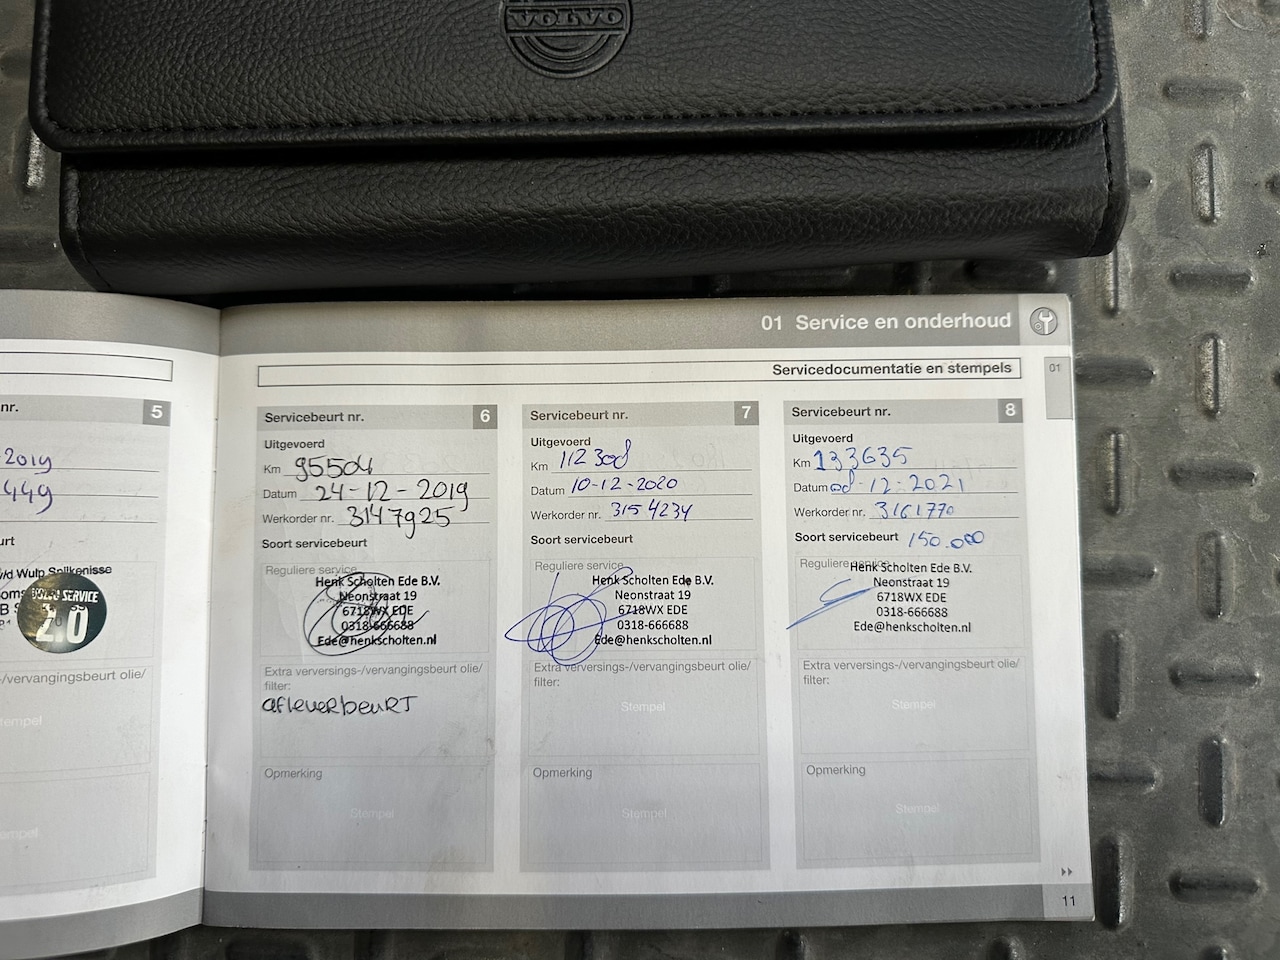 VOLVO
01 Service en onderhoud
Servicedocumentatie en stempels
01
nr. 5
2019
449
urt
v/d Wulp Spijkenisse
VOLVO SERVICE
2.0
-/vervangingsbeurt olie/
tempel
empel
Servicebeurt nr. 6
Uitgevoerd
Km 95504
Datum 24-12-2019
Werkorder nr. 3147925
Soort servicebeurt
Reguliere service
Henk Scholten Ede B.V.
Neonstraat 19
6718WX EDE
0318-666688
Ede@henkscholten.nl
Extra verversings-/vervangingsbeurt olie/
filter:
afleverbeurt
Opmerking
Stempel
Servicebeurt nr. 7
Uitgevoerd
Km 112308
Datum 10-12-2020
Werkorder nr. 3154234
Soort servicebeurt
Reguliere service
Henk Scholten Ede B.V.
Neonstraat 19
6718WX EDE
0318-666688
Ede@henkscholten.nl
Extra verversings-/vervangingsbeurt olie/
filter:
Stempel
Opmerking
Stempel
Servicebeurt nr. 8
Uitgevoerd
Km 133635
Datum 08-12-2021
Werkorder nr. 3161770
Soort servicebeurt 150.000
Reguliere service
Henk Scholten Ede B.V.
Neonstraat 19
6718WX EDE
0318-666688
Ede@henkscholten.nl
Extra verversings-/vervangingsbeurt olie/
filter:
Stempel
Opmerking
Stempel
11